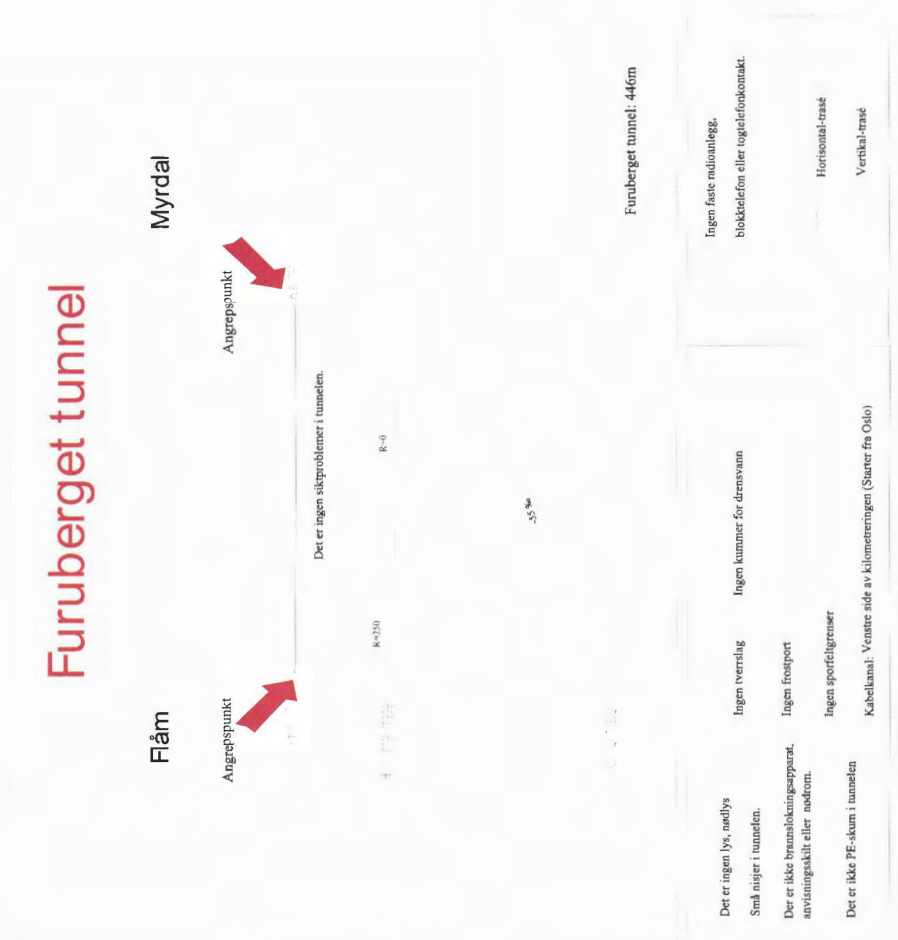 Furuberget tunnel
Flåm
Myrdal
Angrepspunkt
Angrepspunkt
Det er ingen siktproblemer i tunnelen.
R=250
R=0
55 ‰
Furuberget tunnel: 446m
Det er ingen lys, nødlys
Små nisjer i tunnelen.
Der er ikke brannslokningsapparat,
anvisningsskilt eller nødrom.
Det er ikke PE-skum i tunnelen
Ingen tverrslag
Ingen frostport
Ingen sporfeltgrenser
Kabelkanal: Venstre side av kilometreringen (Starter fra Oslo)
Ingen kummer for drensvann
Ingen faste radioanlegg,
blokktelefon eller togtelefonkontakt.
Horisontal-trasé
Vertikal-trasé